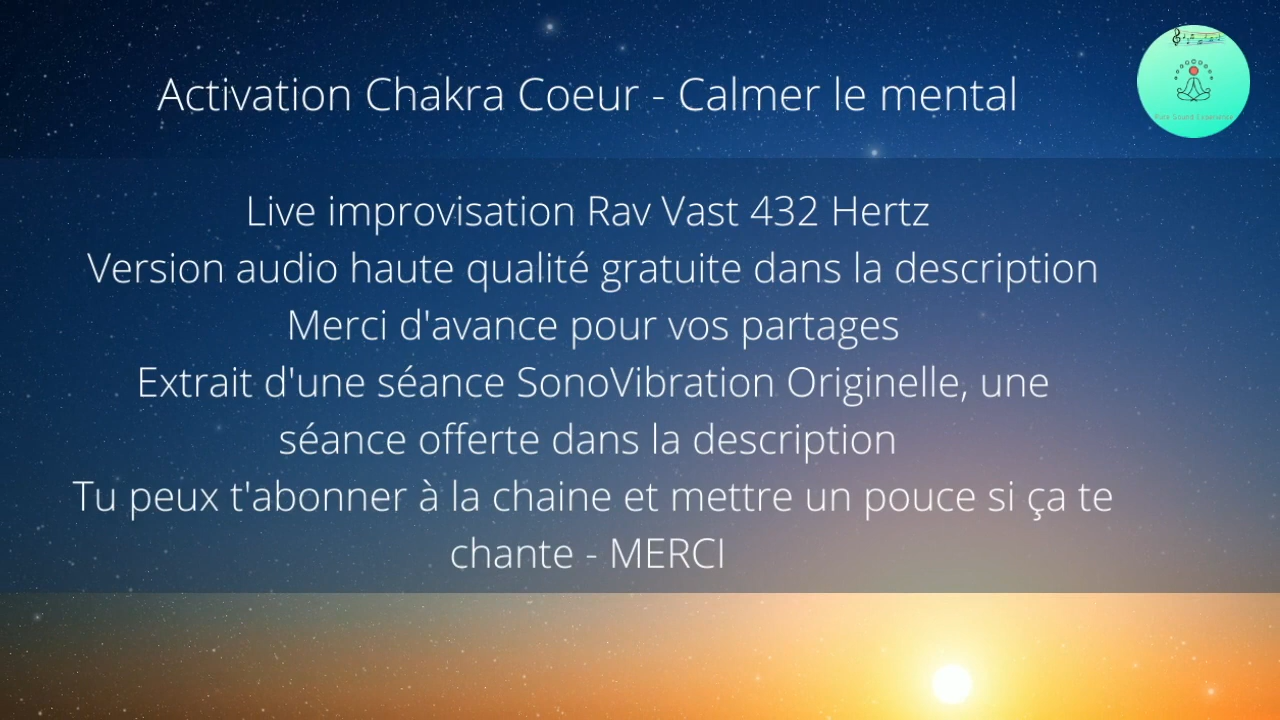 Activation Chakra Coeur - Calmer le mental
Live improvisation Rav Vast 432 Hertz
Version audio haute qualité gratuite dans la description
Merci d'avance pour vos partages
Extrait d'une séance SonoVibration Originelle, une
séance offerte dans la description
Tu peux t'abonner à la chaine et mettre un pouce si ça te
chante - MERCI
Sound Experience